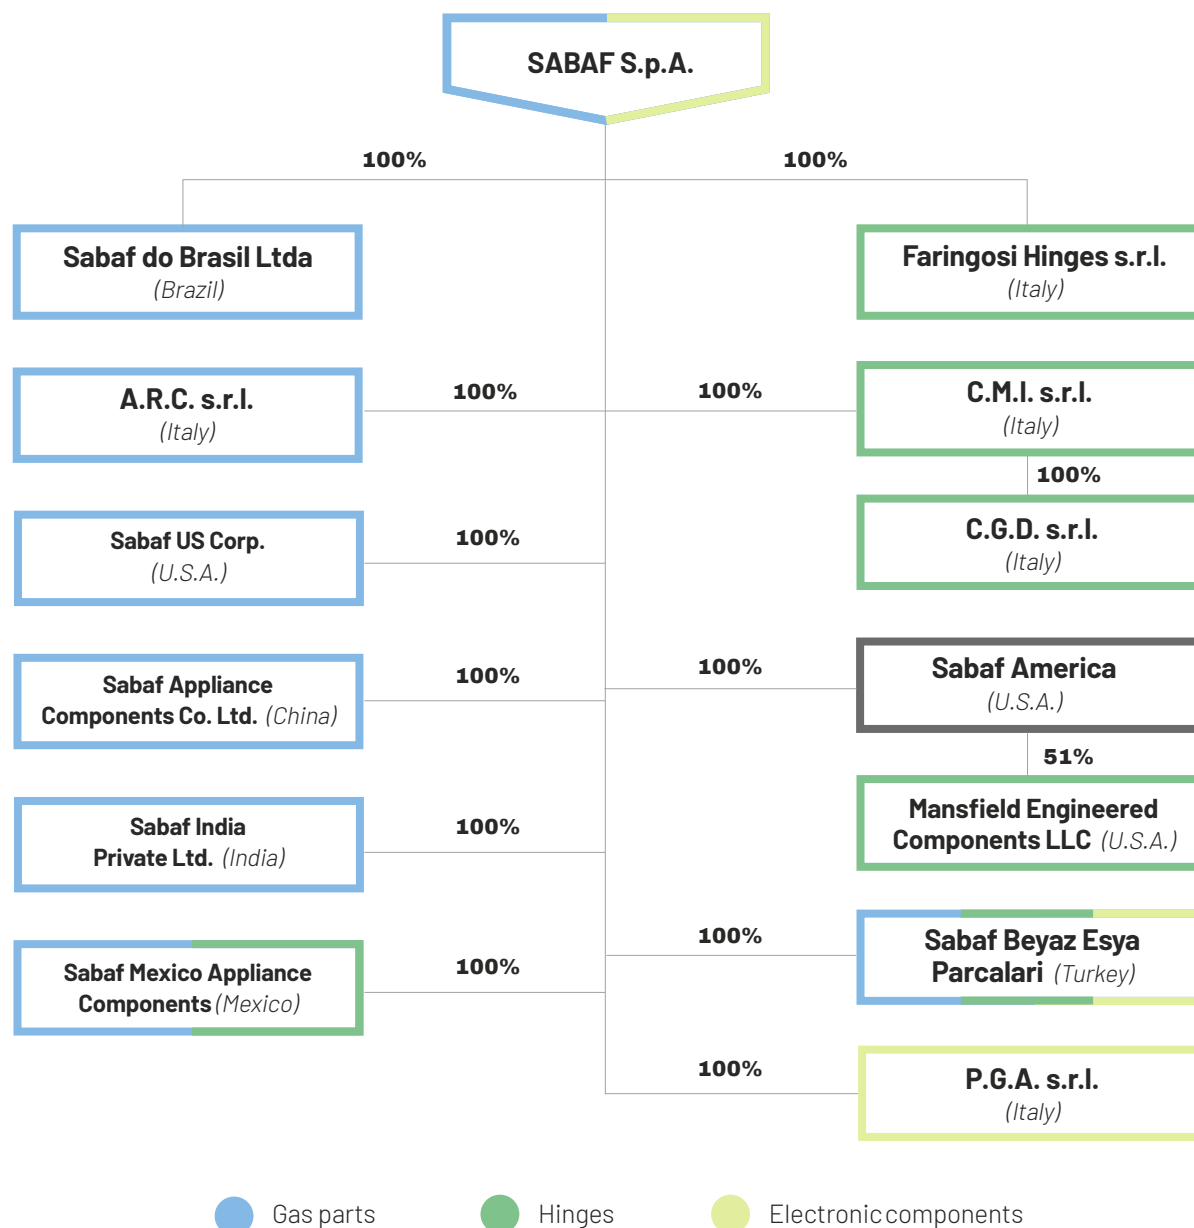 SABAF S.p.A.
100%
100%
Sabaf do Brasil Ltda
(Brazil)
Faringosi Hinges s.r.l.
(Italy)
A.R.C. s.r.l.
(Italy)
100%
100%
C.M.I. s.r.l.
(Italy)
100%
Sabaf US Corp.
(U.S.A.)
100%
C.G.D. s.r.l.
(Italy)
Sabaf Appliance
Components Co. Ltd. (China)
100%
100%
Sabaf America
(U.S.A.)
51%
Sabaf India
Private Ltd. (India)
100%
Mansfield Engineered
Components LLC (U.S.A.)
Sabaf Mexico Appliance
Components (Mexico)
100%
100%
Sabaf Beyaz Esya
Parcalari (Turkey)
100%
P.G.A. s.r.l.
(Italy)
Gas parts
Hinges
Electronic components